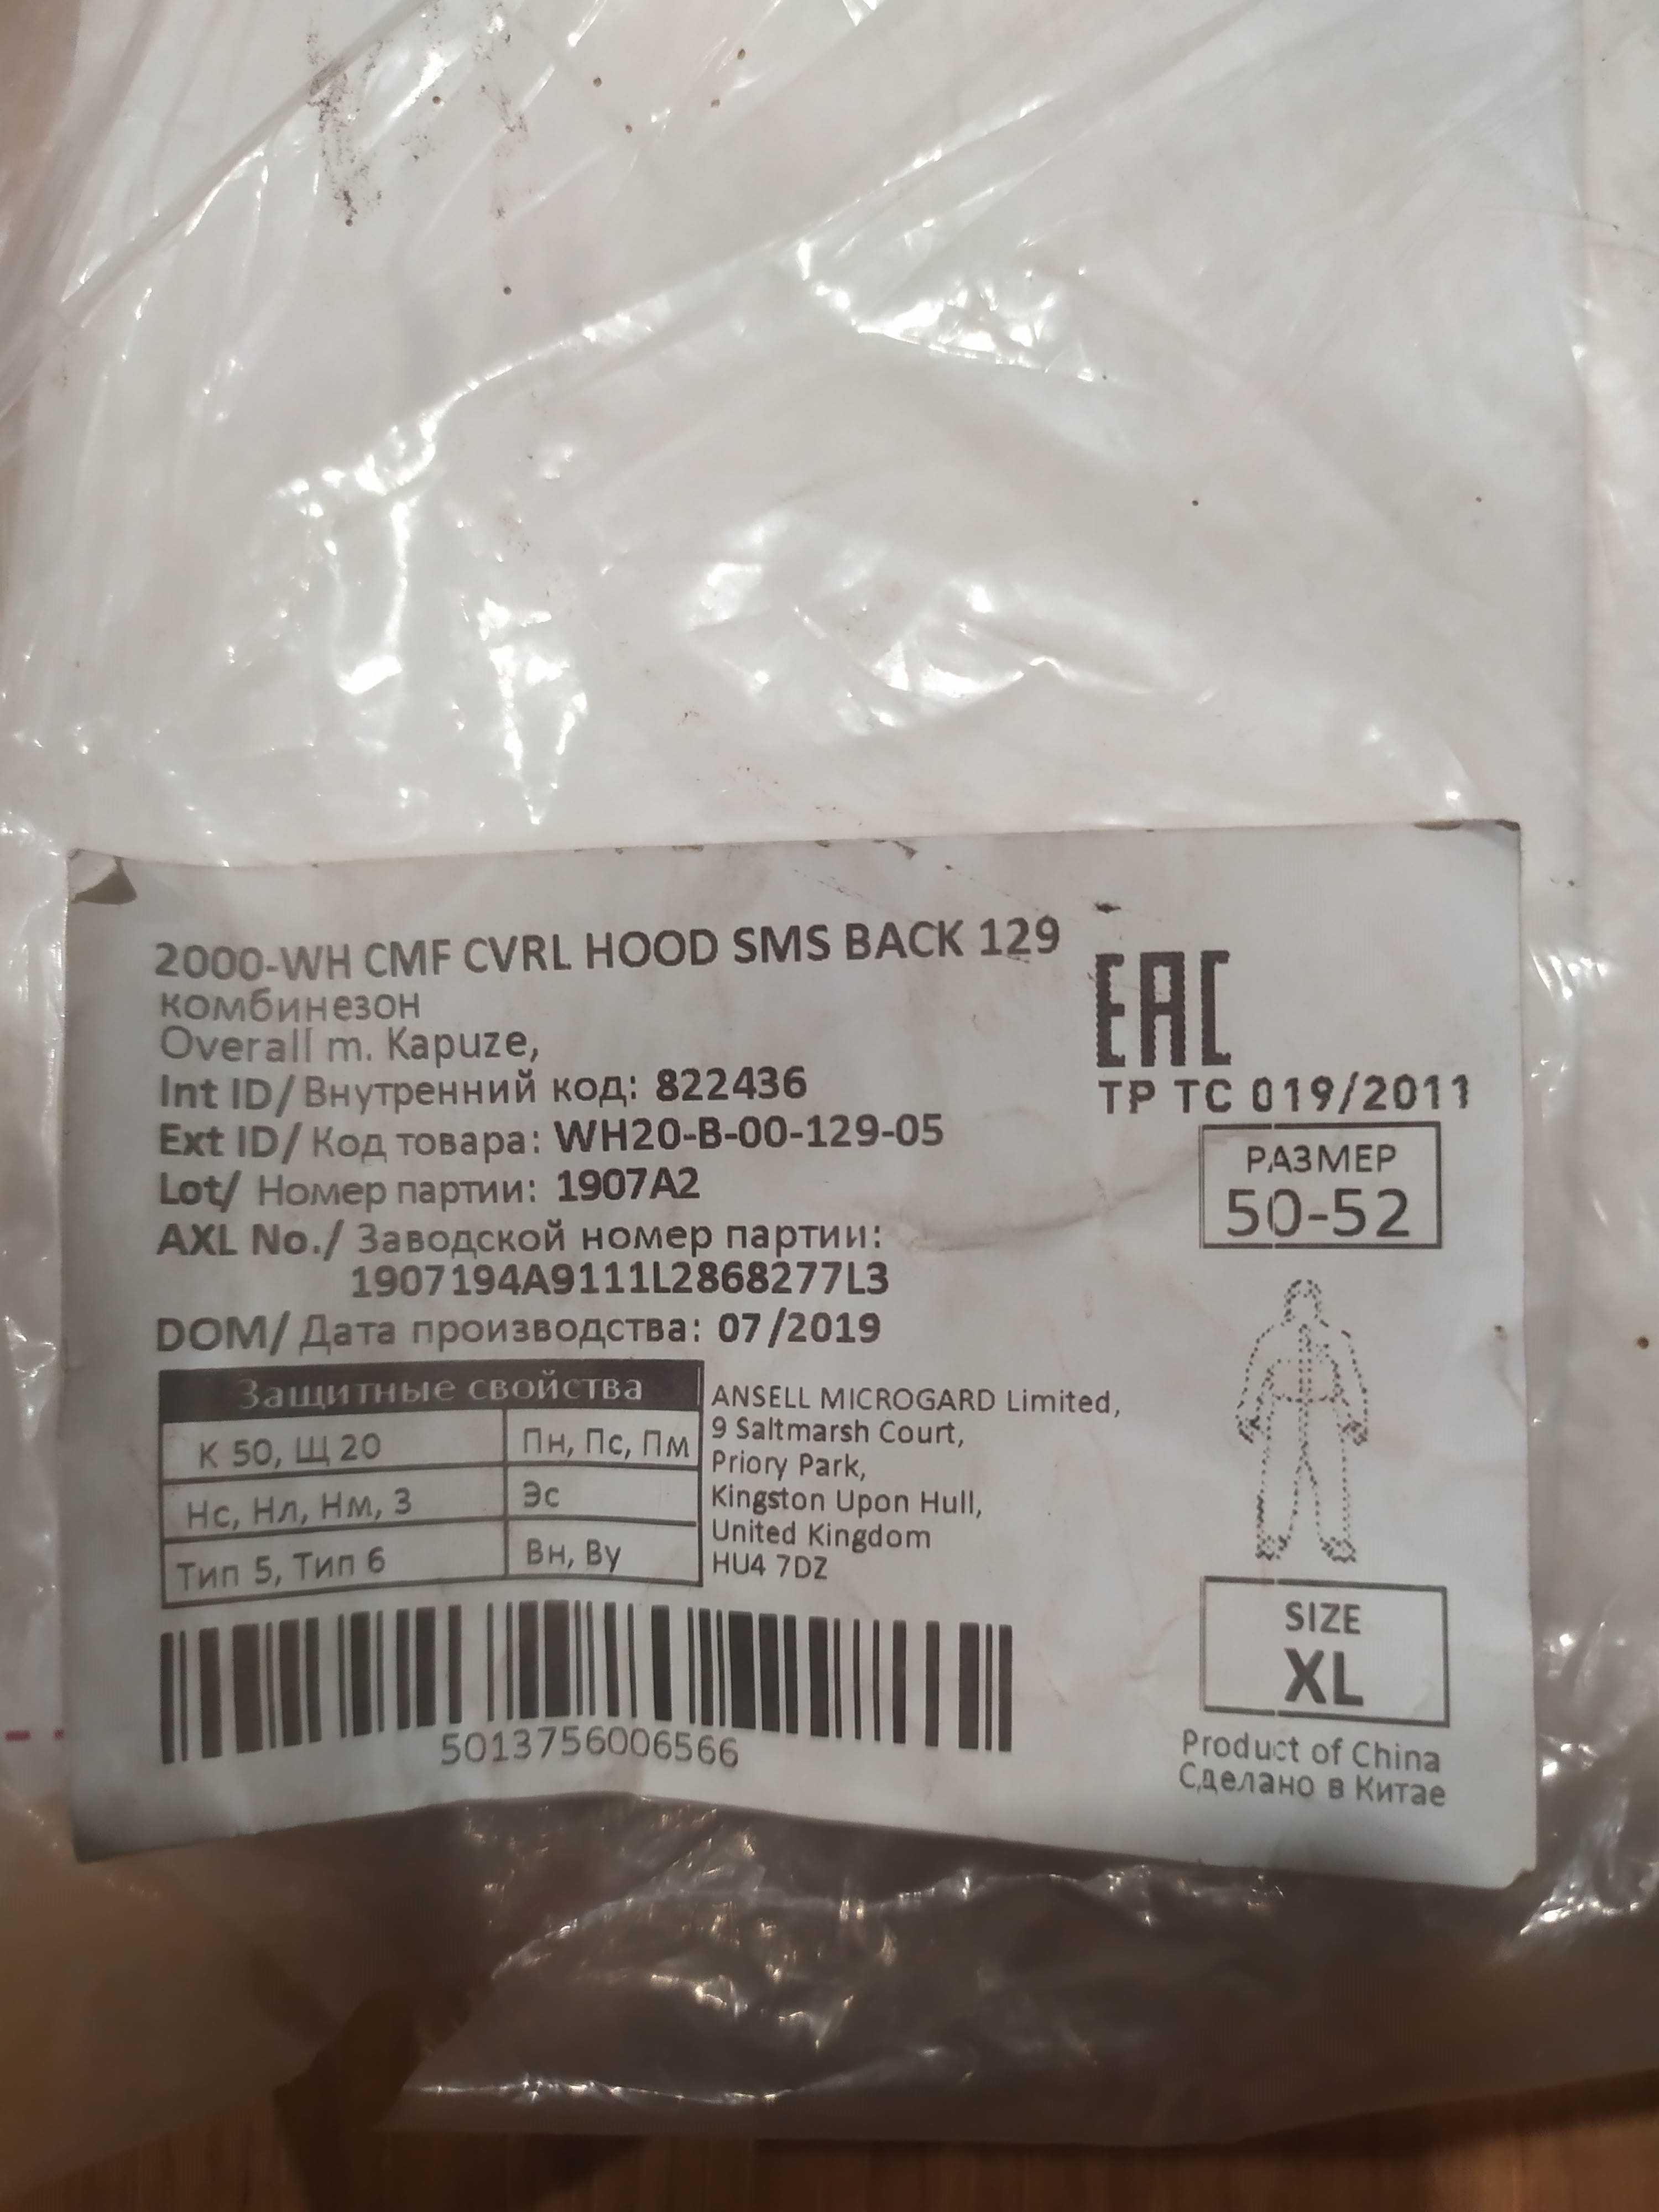 2000-WH CMF CVRL HOOD SMS BACK 129
комбинезон
Overall m. Kapuze,
Int ID/Внутренний код: 822436
Ext ID/ Код товара: WH20-B-00-129-05
Lot/ Номер партии: 1907A2
AXL No./ Заводской номер партии:
1907194A9111L2868277L3
DOM/ Дата производства: 07/2019
EAC
ТР ТС 019/2011
РАЗМЕР
50-52
Защитные свойства
К 50, Щ 20
Пн, Пс, Пм
Нс, Нл, Нм, З
Эс
Тип 5, Тип 6
Вн, Ву
ANSELL MICROGARD Limited,
9 Saltmarsh Court,
Priory Park,
Kingston Upon Hull,
United Kingdom
HU4 7DZ
5013756006566
SIZE
XL
Product of China
Сделано в Китае